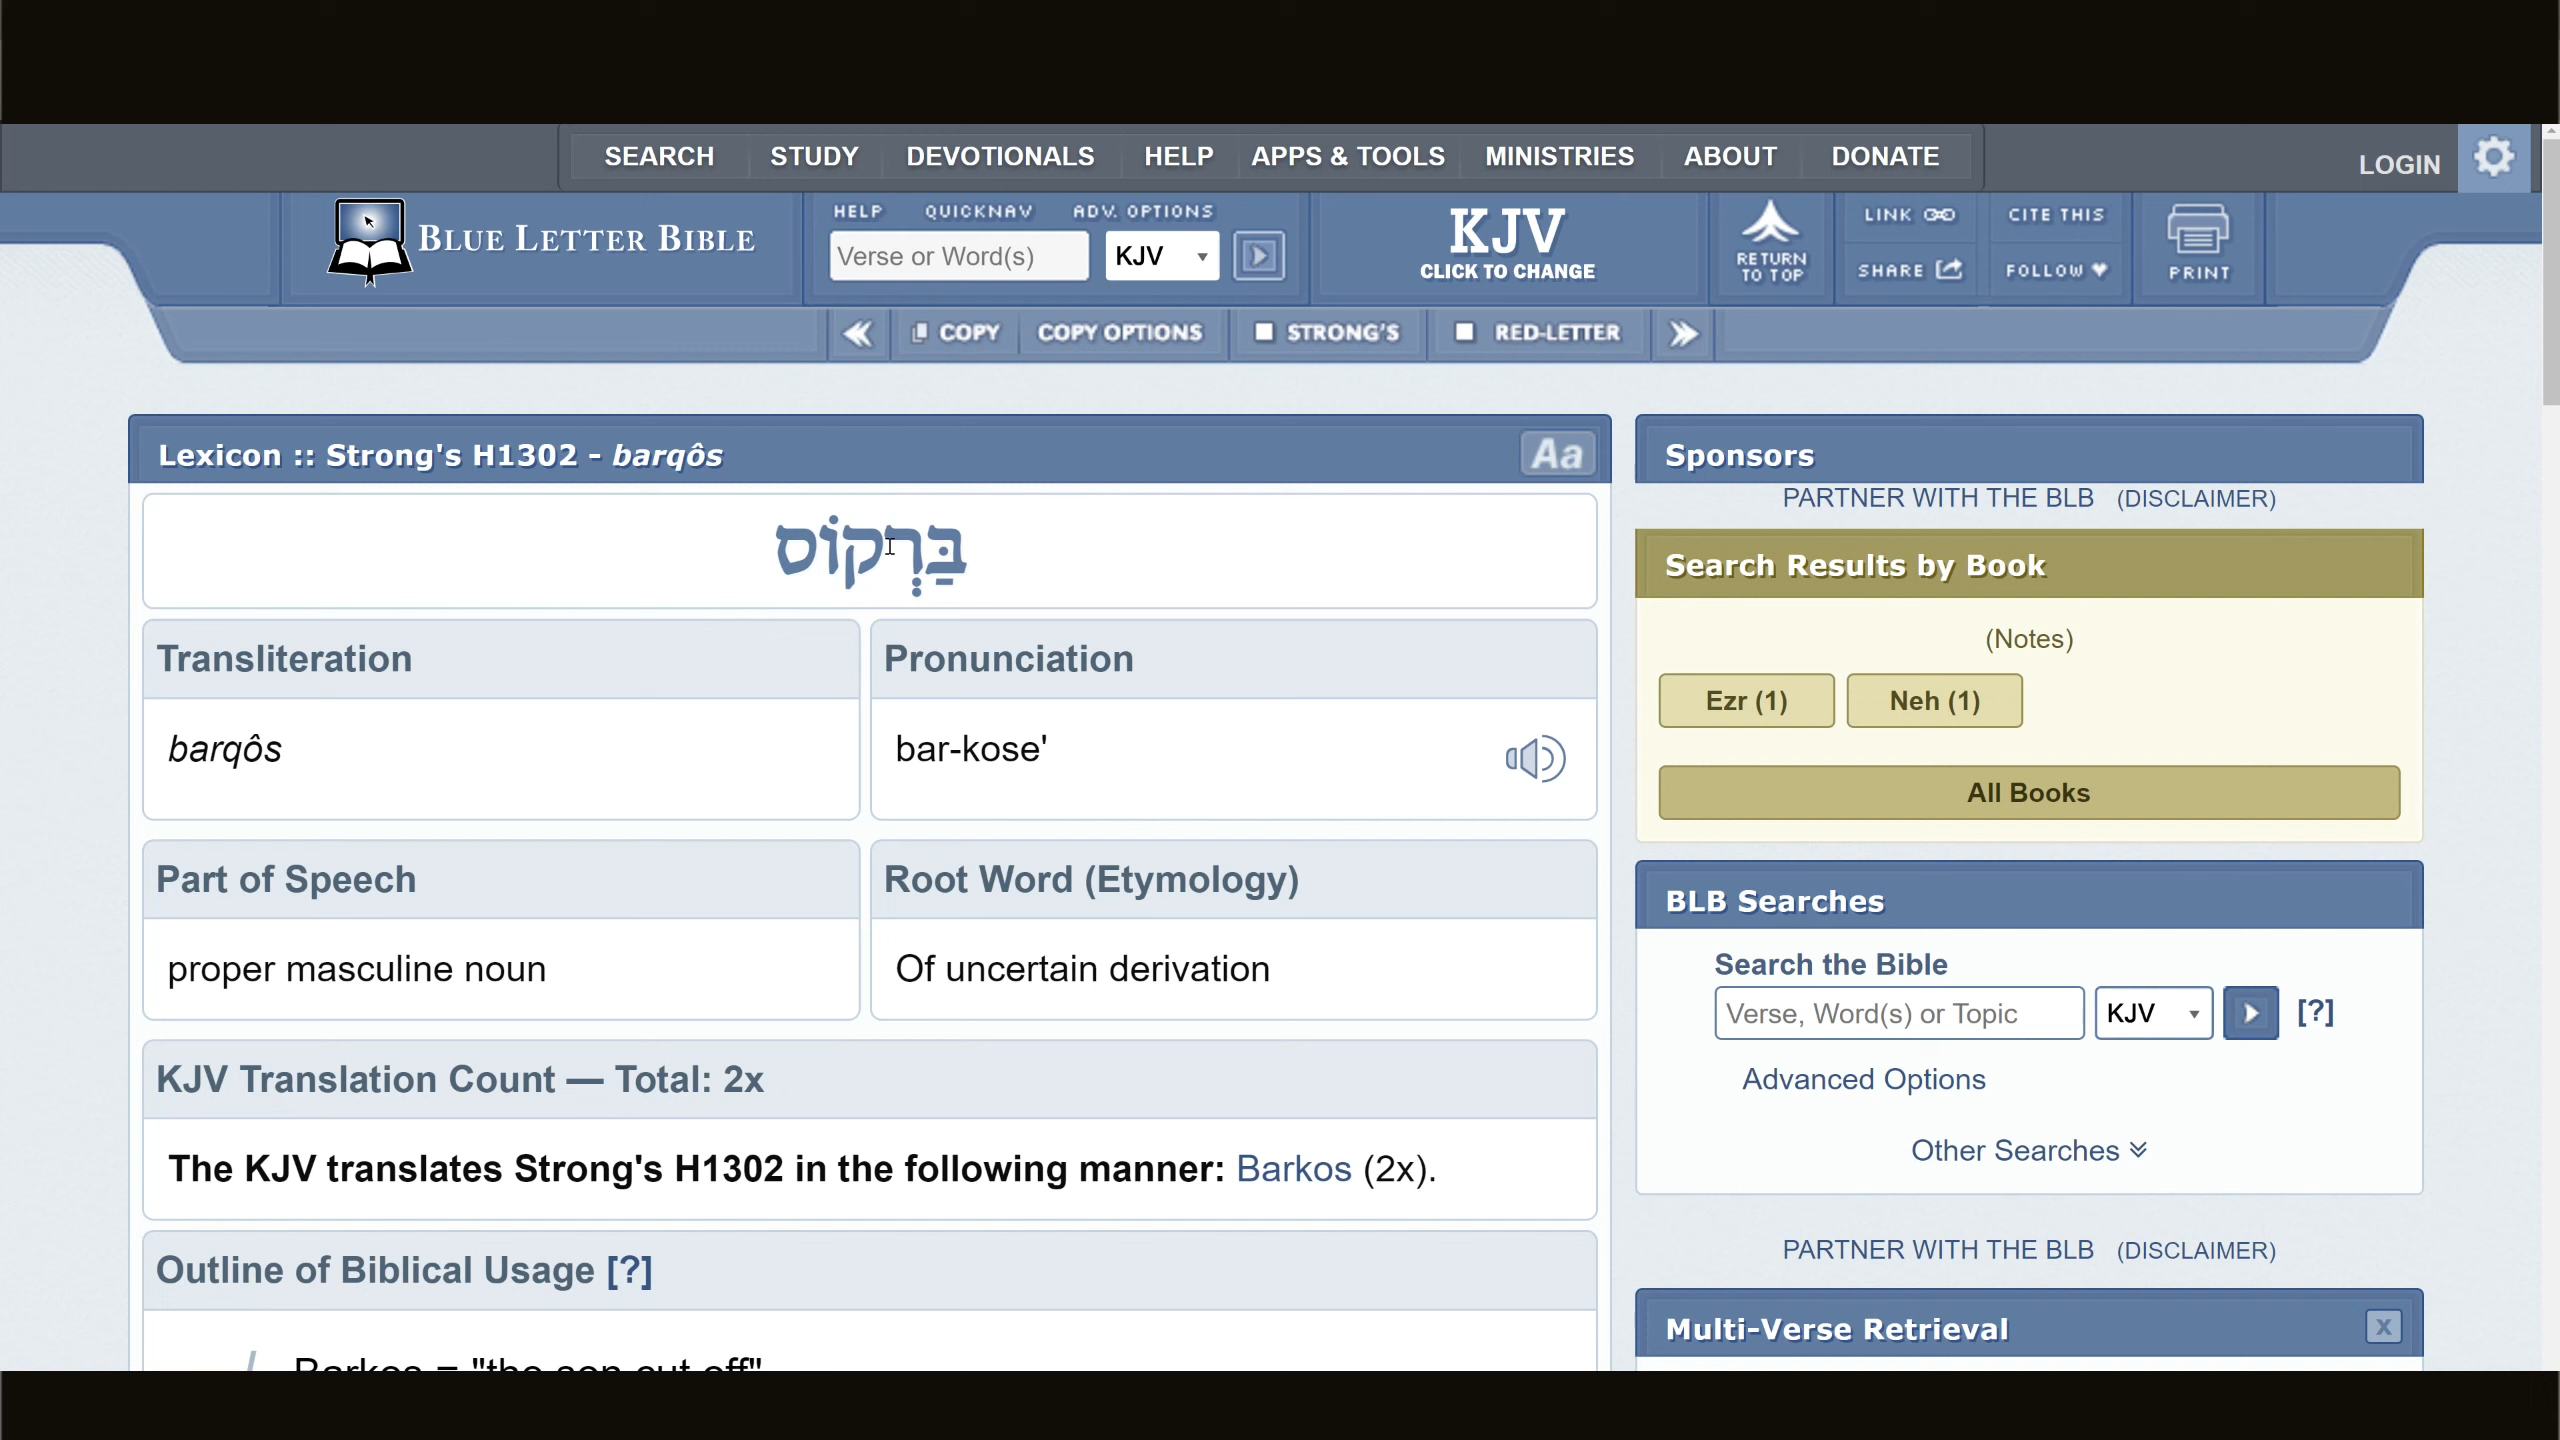 SEARCH STUDY DEVOTIONALS HELP APPS & TOOLS MINISTRIES ABOUT DONATE LOGIN
BLUE LETTER BIBLE
HELP QUICKNAV ADV. OPTIONS
Verse or Word(s) KJV
KJV
CLICK TO CHANGE
RETURN
TO TOP
LINK CITE THIS
SHARE FOLLOW
PRINT
COPY COPY OPTIONS STRONG'S RED-LETTER
Lexicon :: Strong's H1302 - barqôs Aa
בַּרְקוֹס
Transliteration
barqôs
Pronunciation
bar-kose'
Part of Speech
proper masculine noun
Root Word (Etymology)
Of uncertain derivation
KJV Translation Count — Total: 2x
The KJV translates Strong's H1302 in the following manner: Barkos (2x).
Outline of Biblical Usage [?]
Barkos = "the son cut off"
Sponsors
PARTNER WITH THE BLB (DISCLAIMER)
Search Results by Book
(Notes)
Ezr (1) Neh (1)
All Books
BLB Searches
Search the Bible
Verse, Word(s) or Topic KJV [?]
Advanced Options
Other Searches
PARTNER WITH THE BLB (DISCLAIMER)
Multi-Verse Retrieval x